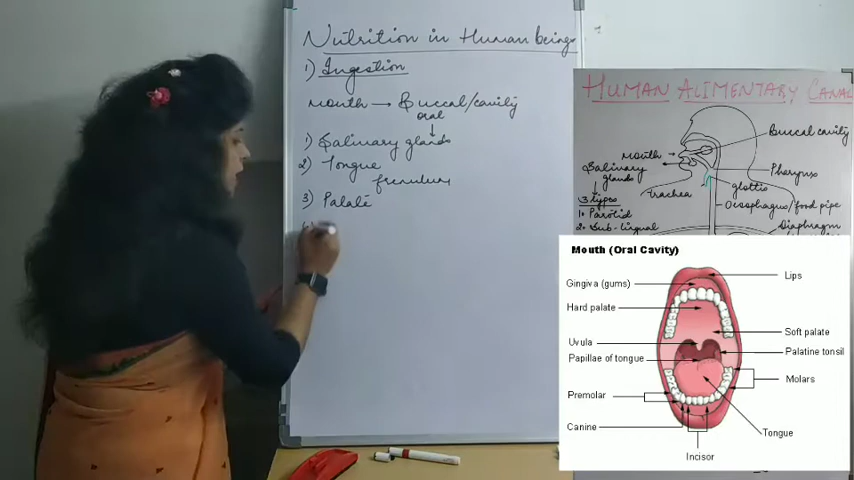 Nutrition in Human beings
1) Ingestion
Mouth → Buccal/cavity
oral
1) Salivary glands
2) Tongue
frenulum
3) Palate
HUMAN ALIMENTARY CANAL
Buccal cavity
Mouth
Salivary glands
Pharynx
glottis
Trachea
3 types
Oesophagus/food pipe
1. Parotid
2. Sub-lingual
Diaphragm
Mouth (Oral Cavity)
Lips
Gingiva (gums)
Hard palate
Soft palate
Uvula
Palatine tonsil
Papillae of tongue
Molars
Premolar
Canine
Tongue
Incisor